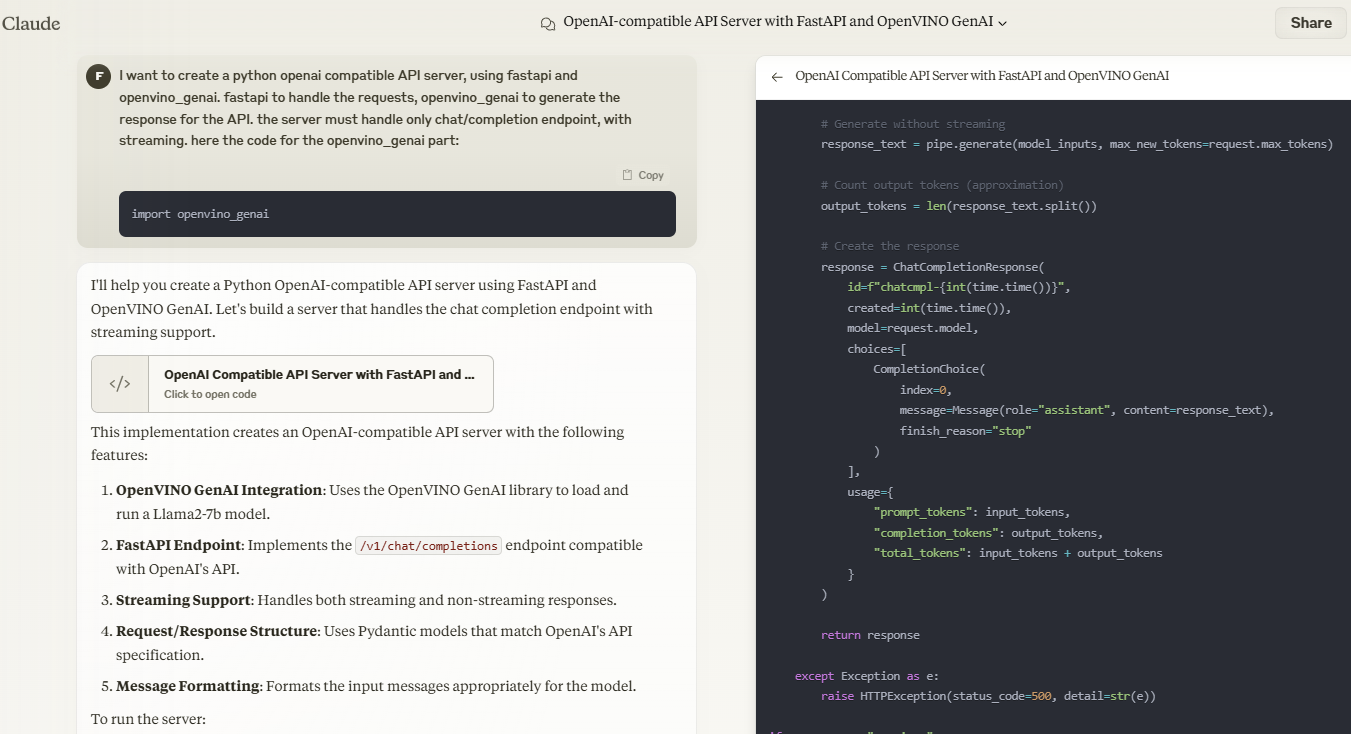 Claude
OpenAI-compatible API Server with FastAPI and OpenVINO GenAI
Share
F
I want to create a python openai compatible API server, using fastapi and
openvino_genai. fastapi to handle the requests, openvino_genai to generate the
response for the API. the server must handle only chat/completion endpoint, with
streaming. here the code for the openvino_genai part:
Copy
import openvino_genai
I'll help you create a Python OpenAI-compatible API server using FastAPI and
OpenVINO GenAI. Let's build a server that handles the chat completion endpoint with
streaming support.
</>
OpenAI Compatible API Server with FastAPI and ...
Click to open code
This implementation creates an OpenAI-compatible API server with the following
features:
1. OpenVINO GenAI Integration: Uses the OpenVINO GenAI library to load and
run a Llama2-7b model.
2. FastAPI Endpoint: Implements the /v1/chat/completions endpoint compatible
with OpenAI's API.
3. Streaming Support: Handles both streaming and non-streaming responses.
4. Request/Response Structure: Uses Pydantic models that match OpenAI's API
specification.
5. Message Formatting: Formats the input messages appropriately for the model.
To run the server:
OpenAI Compatible API Server with FastAPI and OpenVINO GenAI
# Generate without streaming
response_text = pipe.generate(model_inputs, max_new_tokens=request.max_tokens)
# Count output tokens (approximation)
output_tokens = len(response_text.split())
# Create the response
response = ChatCompletionResponse(
id=f"chatcmpl-{int(time.time())}",
created=int(time.time()),
model=request.model,
choices=[
CompletionChoice(
index=0,
message=Message(role="assistant", content=response_text),
finish_reason="stop"
)
],
usage={
"prompt_tokens": input_tokens,
"completion_tokens": output_tokens,
"total_tokens": input_tokens + output_tokens
}
)
return response
except Exception as e:
raise HTTPException(status_code=500, detail=str(e))